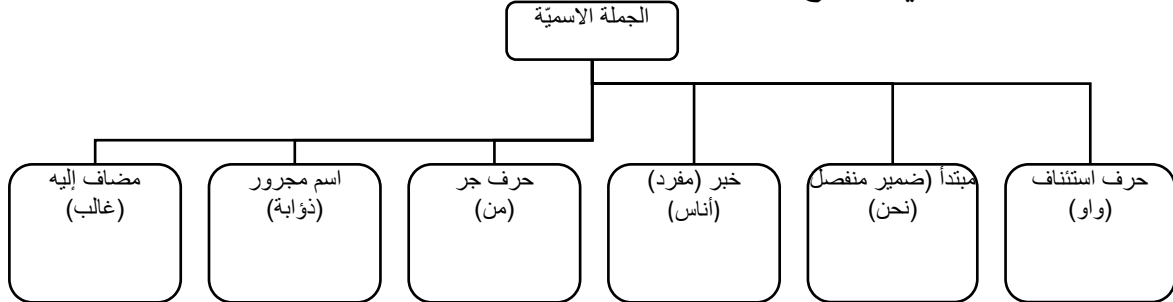 الجملة الاسميّة
حرف استئناف
(واو)
مبتدأ (ضمير منفصل
(نحن)
خبر (مفرد)
(أناس)
حرف جر
(من)
اسم مجرور
(ذؤابة)
مضاف إليه
(غالب)